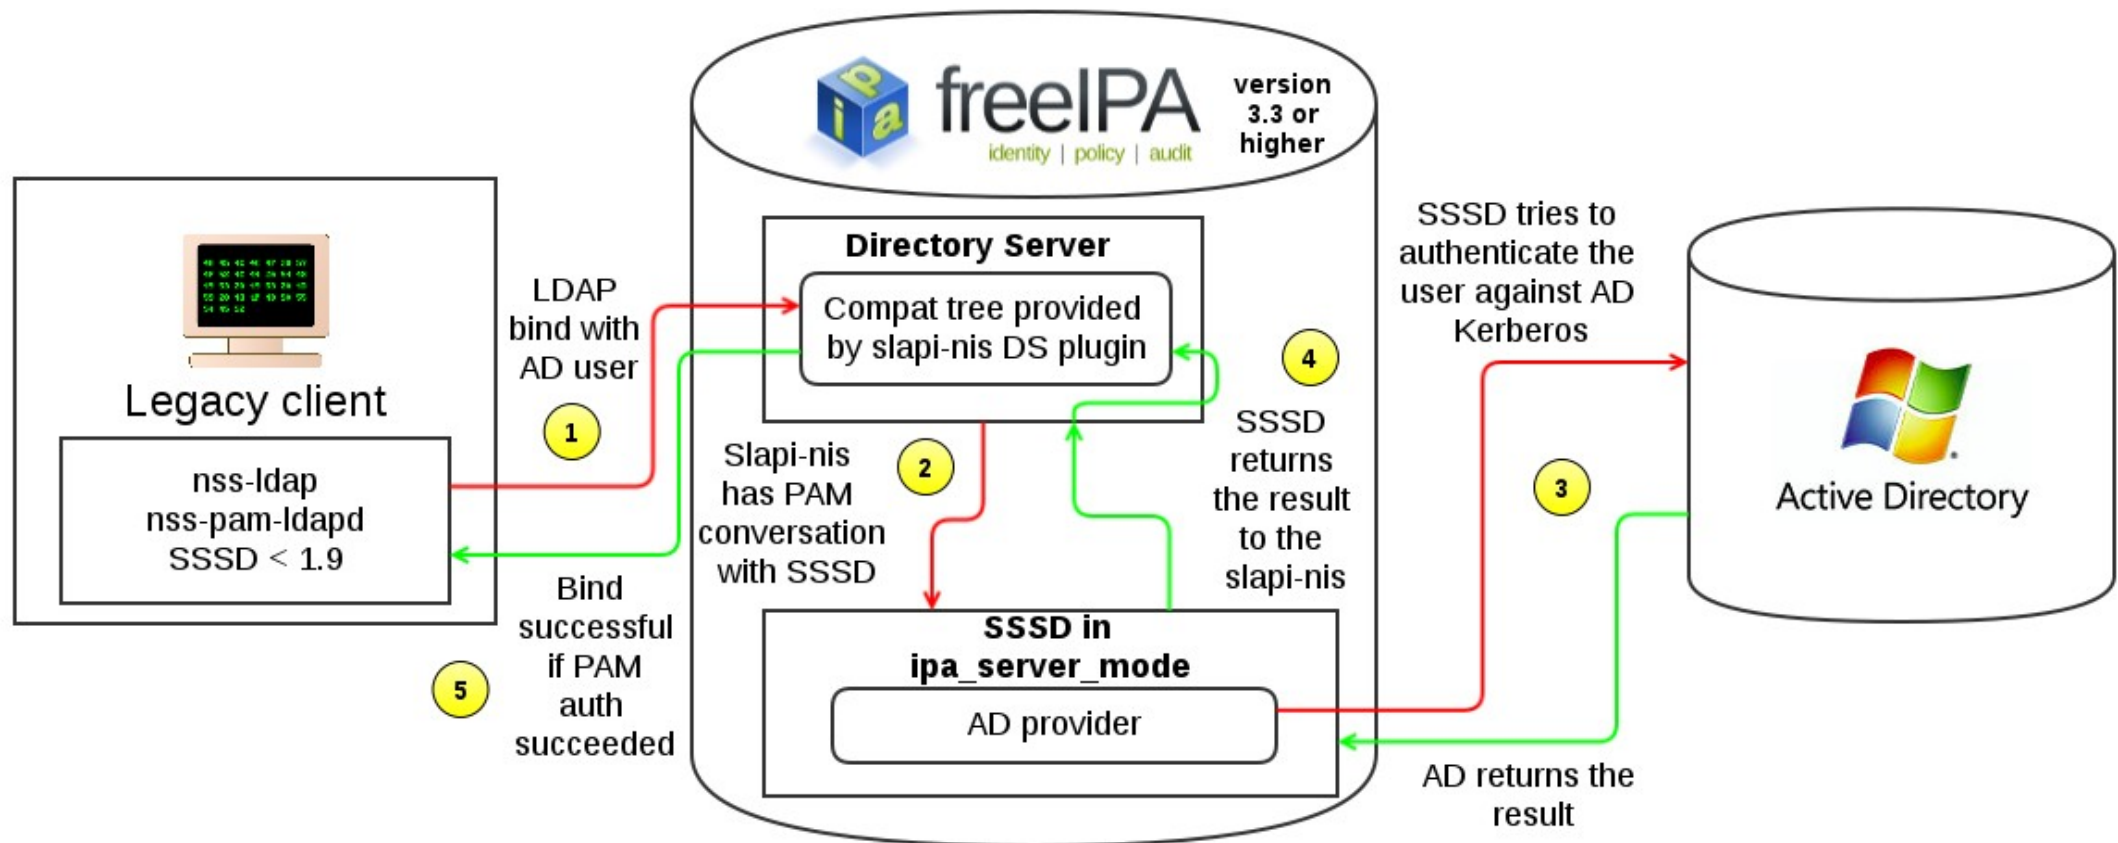 ipa
freeIPA
identity | policy | audit
version
3.3 or
higher
Legacy client
nss-ldap
nss-pam-ldapd
SSSD < 1.9
LDAP
bind with
AD user
1
Directory Server
Compat tree provided
by slapi-nis DS plugin
Slapi-nis
has PAM
conversation
with SSSD
2
SSSD in
ipa_server_mode
AD provider
SSSD tries to
authenticate the
user against AD
Kerberos
3
Active Directory
AD returns the
result
4
SSSD
returns
the result
to the
slapi-nis
Bind
successful
if PAM
auth
succeeded
5